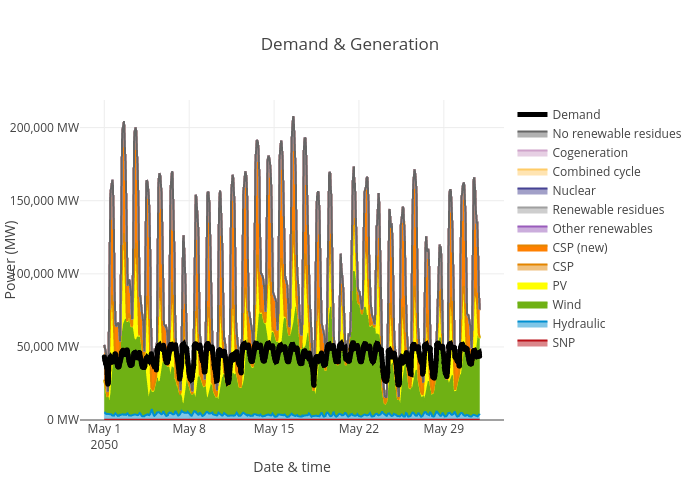 Demand & Generation
Power (MW)
200,000 MW
150,000 MW
100,000 MW
50,000 MW
0 MW
May 1
2050
May 8
May 15
May 22
May 29
Date & time
Demand
No renewable residues
Cogeneration
Combined cycle
Nuclear
Renewable residues
Other renewables
CSP (new)
CSP
PV
Wind
Hydraulic
SNP